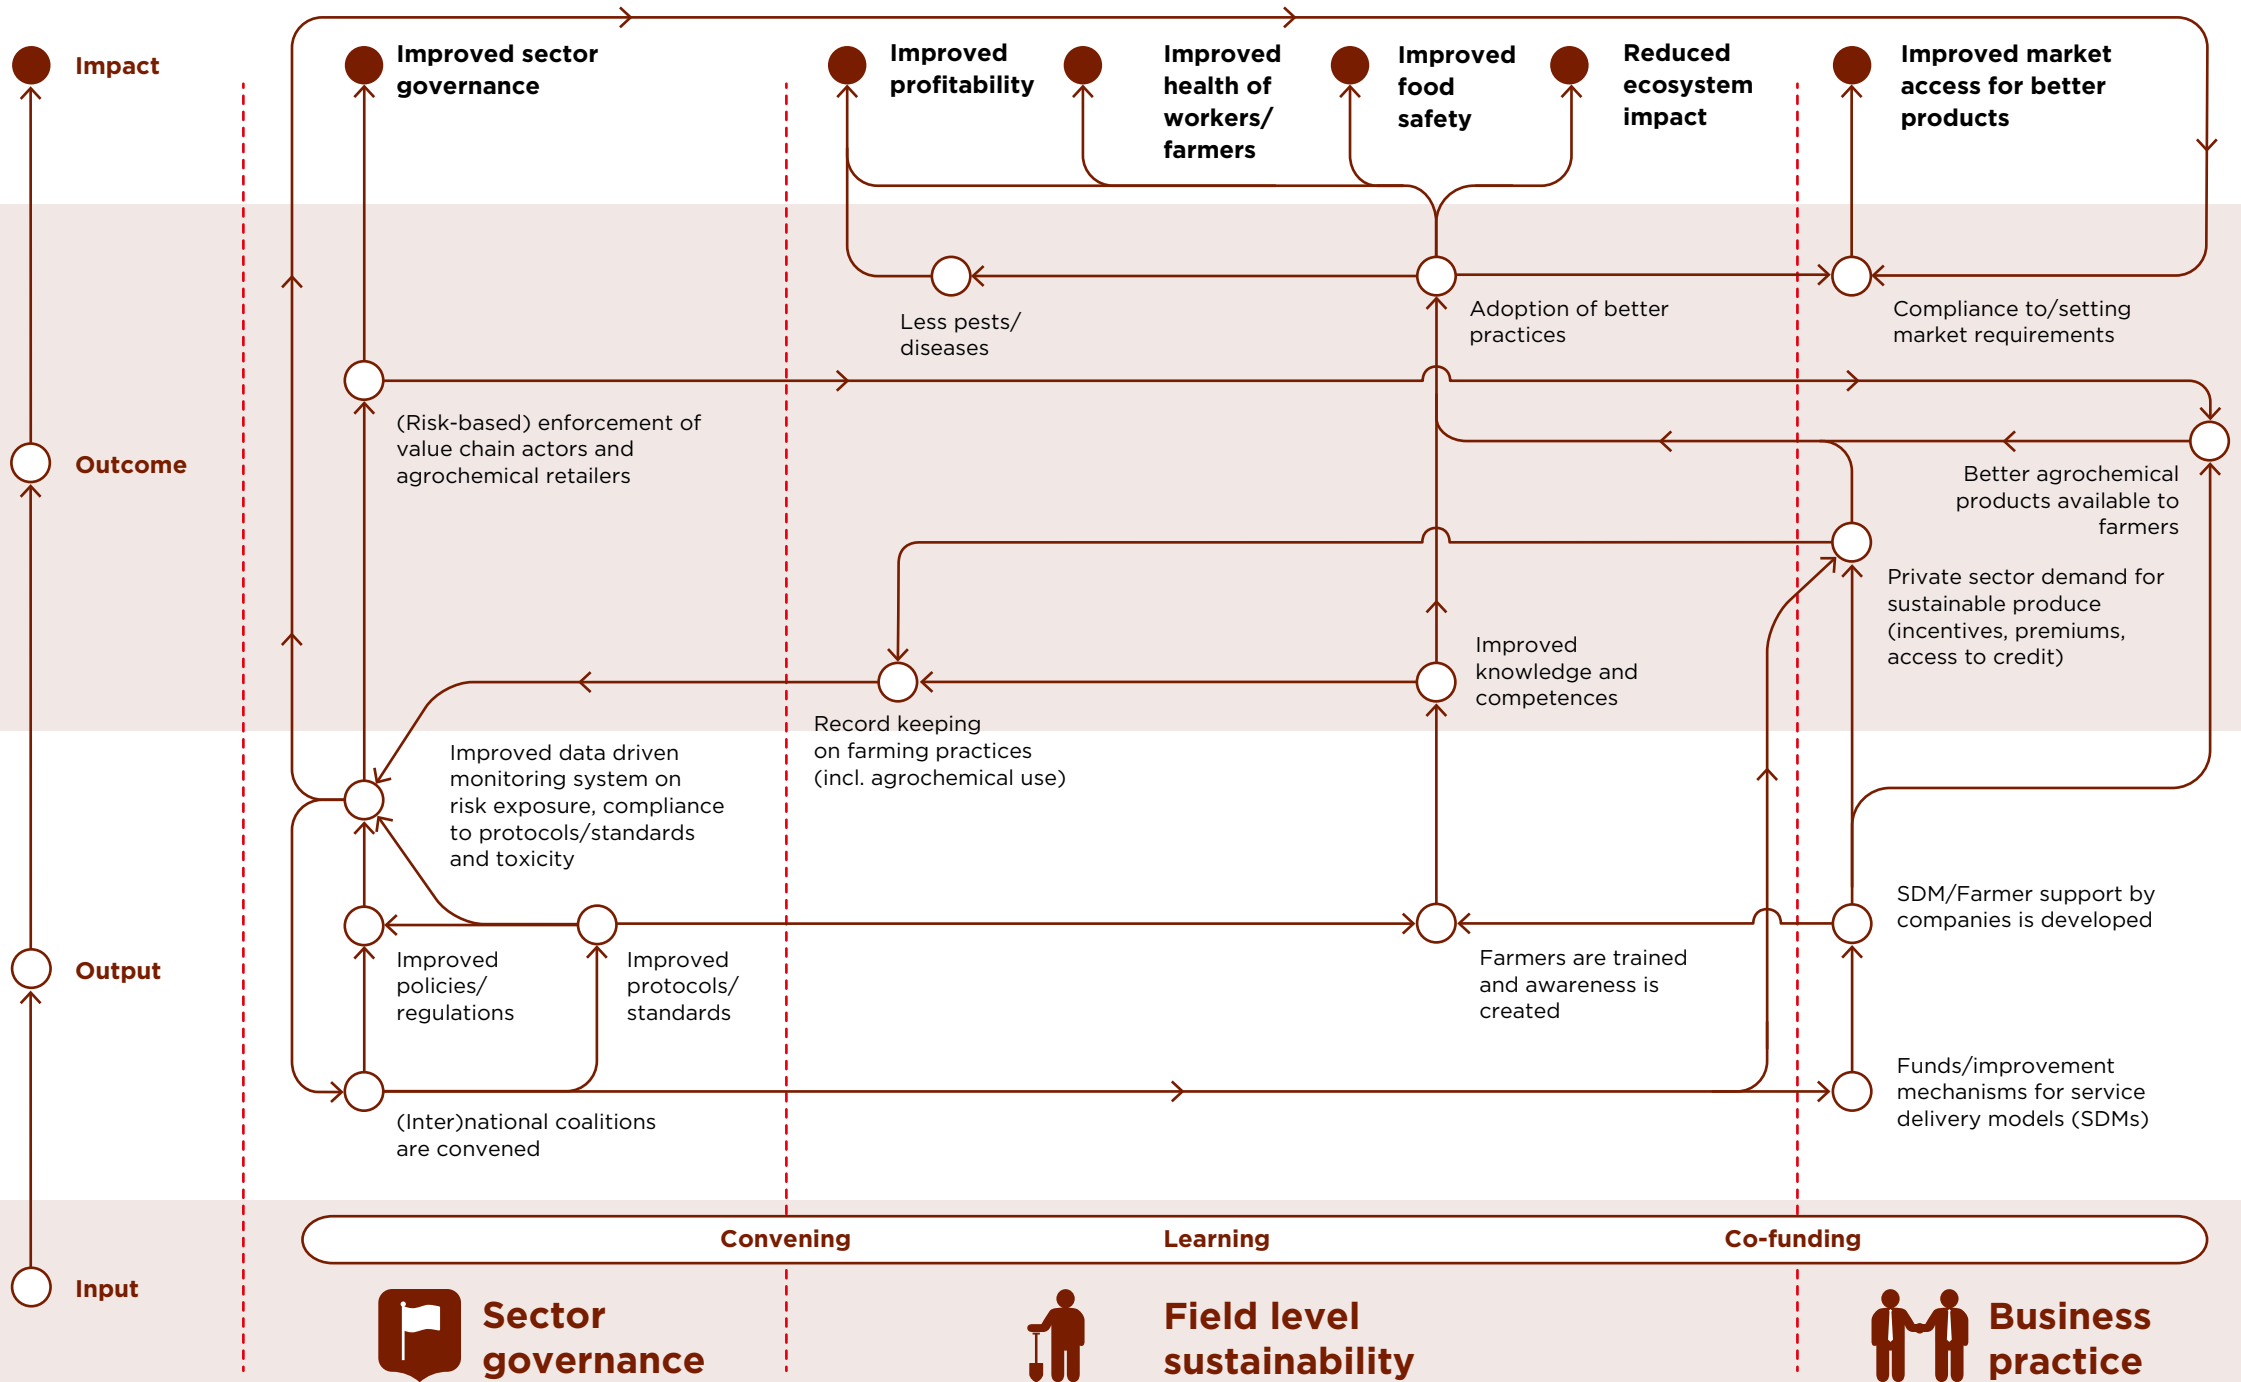 Impact
Improved sector
governance
Improved
profitability
Improved
health of
workers/
farmers
Improved
food
safety
Reduced
ecosystem
impact
Improved market
access for better
products
Less pests/
diseases
Adoption of better
practices
Compliance to/setting
market requirements
Outcome
(Risk-based) enforcement of
value chain actors and
agrochemical retailers
Better agrochemical
products available to
farmers
Private sector demand for
sustainable produce
(incentives, premiums,
access to credit)
Improved
knowledge and
competences
Record keeping
on farming practices
(incl. agrochemical use)
Improved data driven
monitoring system on
risk exposure, compliance
to protocols/standards
and toxicity
Output
Improved
policies/
regulations
Improved
protocols/
standards
Farmers are trained
and awareness is
created
SDM/Farmer support by
companies is developed
(Inter)national coalitions
are convened
Funds/improvement
mechanisms for service
delivery models (SDMs)
Input
Convening
Learning
Co-funding
Sector
governance
Field level
sustainability
Business
practice